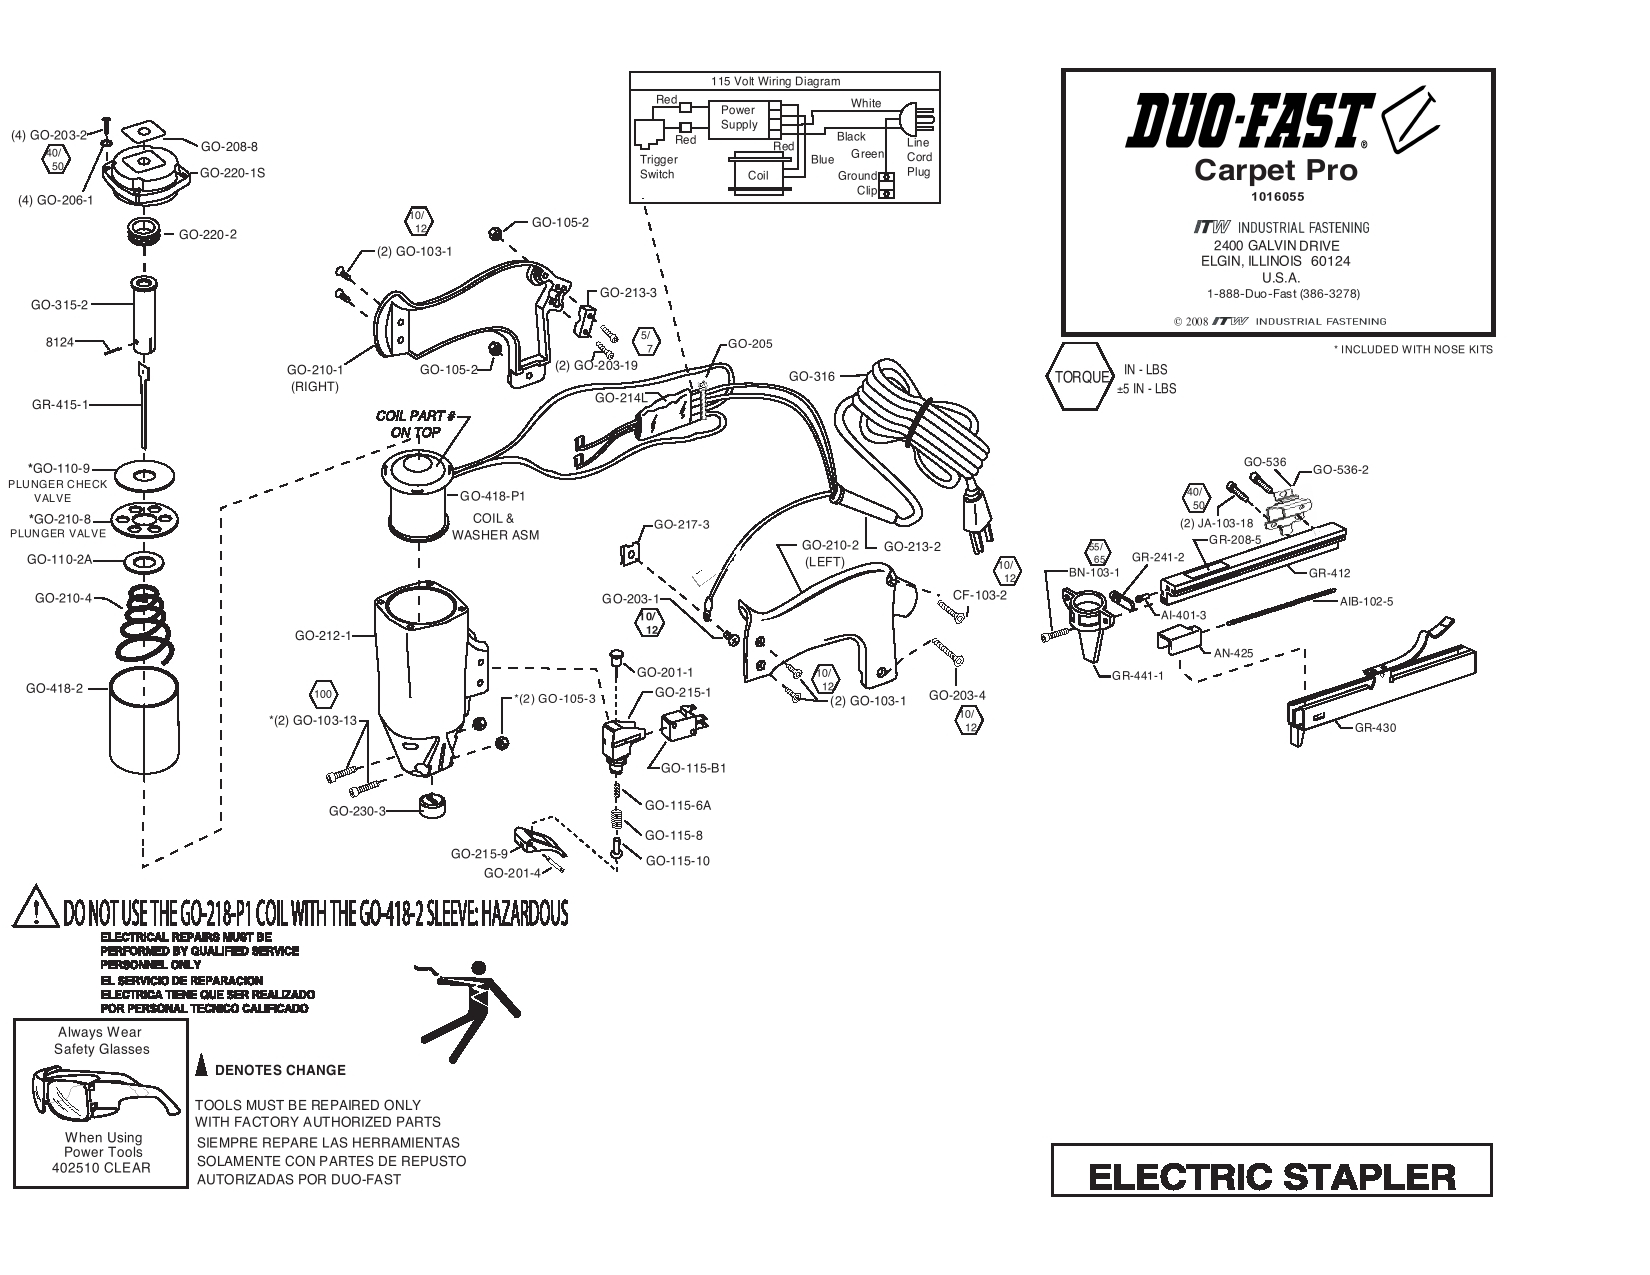 115 Volt Wiring Diagram
Red
Red
Power
Supply
White
Black
Red
Blue
Green
Trigger
Switch
Coil
Ground
Clip
Line
Cord
Plug
DUO-FAST®
Carpet Pro
1016055
ITW INDUSTRIAL FASTENING
2400 GALVIN DRIVE
ELGIN, ILLINOIS 60124
U.S.A.
1-888-Duo-Fast (386-3278)
© 2008 ITW INDUSTRIAL FASTENING
* INCLUDED WITH NOSE KITS
TORQUE
IN - LBS
±5 IN - LBS
(4) GO-203-2
40/
50
(4) GO-206-1
GO-208-8
GO-220-1S
GO-220-2
GO-315-2
8124
GR-415-1
*GO-110-9
PLUNGER CHECK
VALVE
*GO-210-8
PLUNGER VALVE
GO-110-2A
GO-210-4
GO-418-2
10/
12
(2) GO-103-1
GO-105-2
GO-213-3
5/
7
(2) GO-203-19
GO-105-2
GO-210-1
(RIGHT)
COIL PART #
ON TOP
GO-205
GO-214L
GO-316
GO-418-P1
COIL &
WASHER ASM
GO-217-3
GO-210-2
(LEFT)
GO-213-2
10/
12
CF-103-2
GO-203-1
10/
12
GO-212-1
100
*(2) GO-103-13
*(2) GO-105-3
GO-230-3
GO-201-1
GO-215-1
GO-115-B1
GO-115-6A
GO-115-8
GO-115-10
GO-215-9
GO-201-4
10/
12
(2) GO-103-1
GO-203-4
10/
12
GO-536
GO-536-2
40/
50
(2) JA-103-18
GR-208-5
55/
65
GR-241-2
BN-103-1
GR-412
AIB-102-5
AI-401-3
AN-425
GR-441-1
GR-430
!
DO NOT USE THE GO-218-P1 COIL WITH THE GO-418-2 SLEEVE: HAZARDOUS
ELECTRICAL REPAIRS MUST BE
PERFORMED BY QUALIFIED SERVICE
PERSONNEL ONLY
EL SERVICIO DE REPARACION
ELECTRICA TIENE QUE SER REALIZADO
POR PERSONAL TECNICO CALIFICADO
Always Wear
Safety Glasses
When Using
Power Tools
402510 CLEAR
DENOTES CHANGE
TOOLS MUST BE REPAIRED ONLY
WITH FACTORY AUTHORIZED PARTS
SIEMPRE REPARE LAS HERRAMIENTAS
SOLAMENTE CON PARTES DE REPUSTO
AUTORIZADAS POR DUO-FAST
ELECTRIC STAPLER